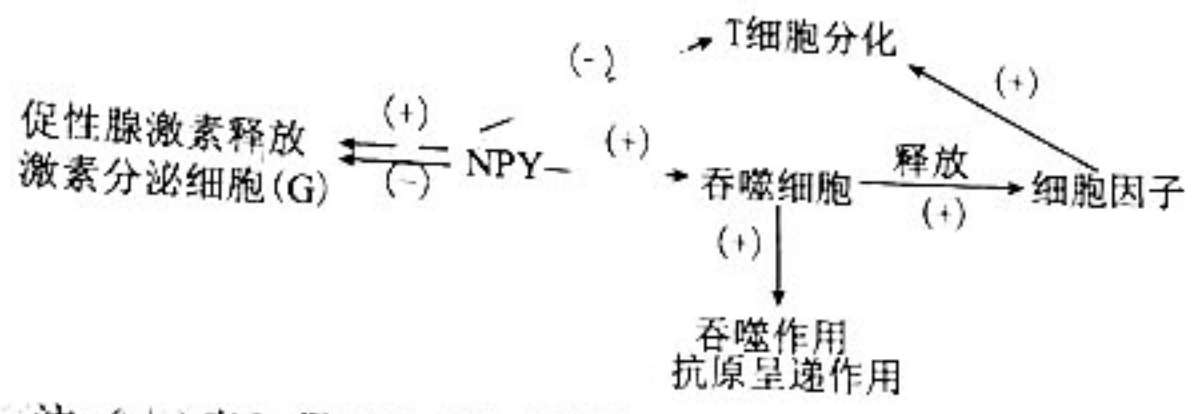 T细胞分化
(-)
(+)
促性腺激素释放
激素分泌细胞(G)
(+)
(-)
NPY
(+)
吞噬细胞
释放
(+)
细胞因子
(+)
吞噬作用
抗原呈递作用